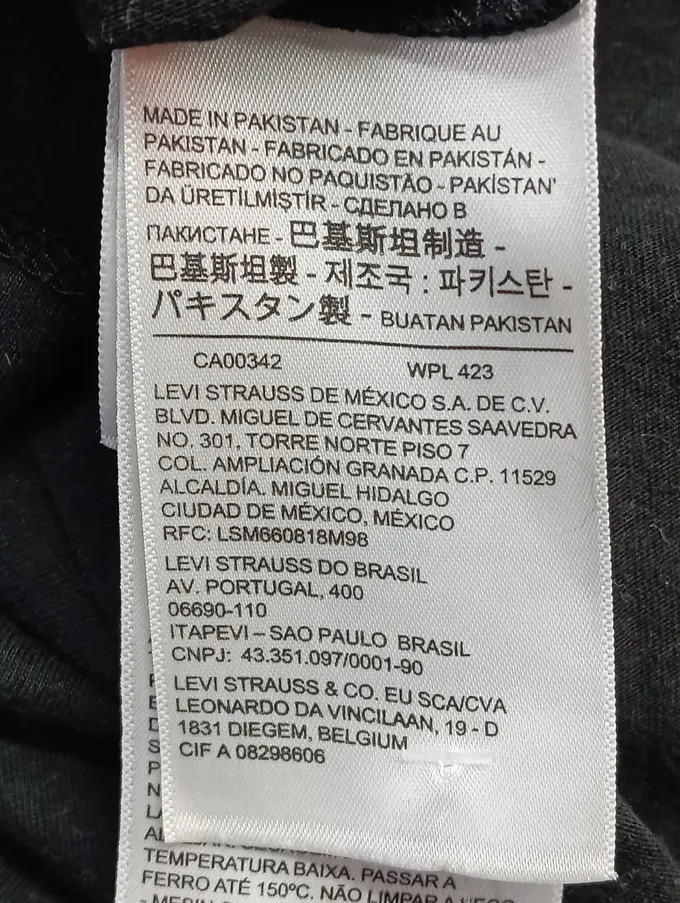 MADE IN PAKISTAN - FABRIQUE AU
PAKISTAN - FABRICADO EN PAKISTÁN -
FABRICADO NO PAQUISTÃO - PAKİSTAN'
DA ÜRETİLMİŞTİR - СДЕЛАНО В
ПАКИСТАНЕ - 巴基斯坦制造 -
巴基斯坦製 - 제조국 : 파키스탄 -
パキスタン製 - BUATAN PAKISTAN
CA00342 WPL 423
LEVI STRAUSS DE MÉXICO S.A. DE C.V.
BLVD. MIGUEL DE CERVANTES SAAVEDRA
NO. 301, TORRE NORTE PISO 7
COL. AMPLIACIÓN GRANADA C.P. 11529
ALCALDÍA. MIGUEL HIDALGO
CIUDAD DE MÉXICO, MÉXICO
RFC: LSM660818M98
LEVI STRAUSS DO BRASIL
AV. PORTUGAL, 400
06690-110
ITAPEVI – SAO PAULO BRASIL
CNPJ: 43.351.097/0001-90
LEVI STRAUSS & CO. EU SCA/CVA
LEONARDO DA VINCILAAN, 19 - D
1831 DIEGEM, BELGIUM
CIF A 08298606
TEMPERATURA BAIXA. PASSAR A
FERRO ATÉ 150ºC. NÃO LIMPAR A